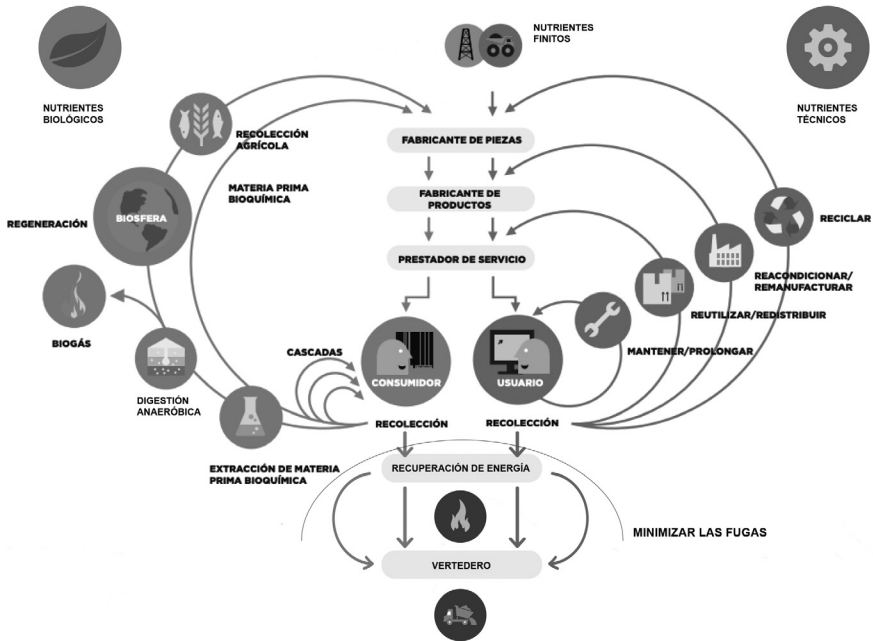 NUTRIENTES
FINITOS
NUTRIENTES
BIOLÓGICOS
NUTRIENTES
TÉCNICOS
RECOLECCIÓN
AGRÍCOLA
FABRICANTE DE PIEZAS
MATERIA PRIMA
BIOQUÍMICA
FABRICANTE DE
PRODUCTOS
REGENERACIÓN
BIOSFERA
RECICLAR
PRESTADOR DE SERVICIO
REACONDICIONAR/
REMANUFACTURAR
REUTILIZAR/REDISTRIBUIR
BIOGÁS
MANTENER/PROLONGAR
CASCADAS
CONSUMIDOR
USUARIO
DIGESTIÓN
ANAERÓBICA
RECOLECCIÓN
RECOLECCIÓN
EXTRACCIÓN DE MATERIA
PRIMA BIOQUÍMICA
RECUPERACIÓN DE ENERGÍA
MINIMIZAR LAS FUGAS
VERTEDERO